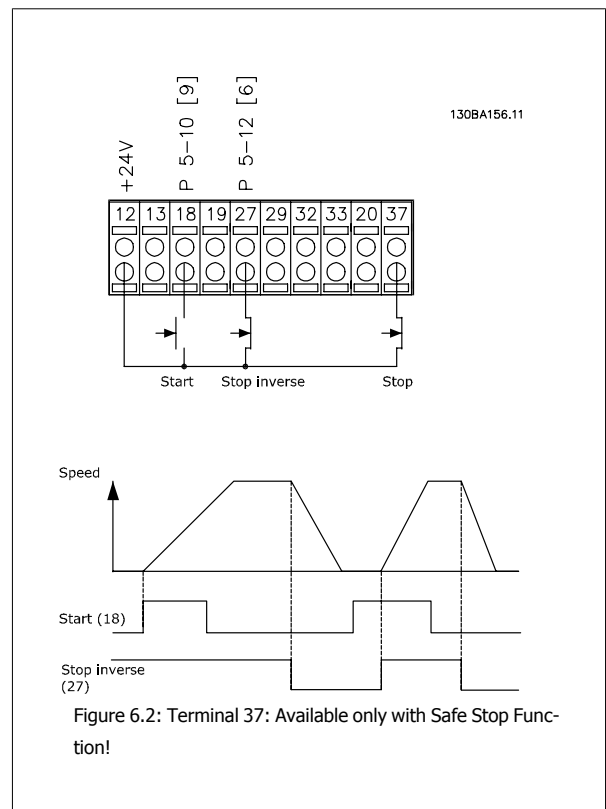 +24V
P 5-10 [9]
P 5-12 [6]
130BA156.11
12 13 18 19 27 29 32 33 20 37
Start Stop inverse Stop
Speed
Start (18)
Stop inverse
(27)
Figure 6.2: Terminal 37: Available only with Safe Stop Func-
tion!